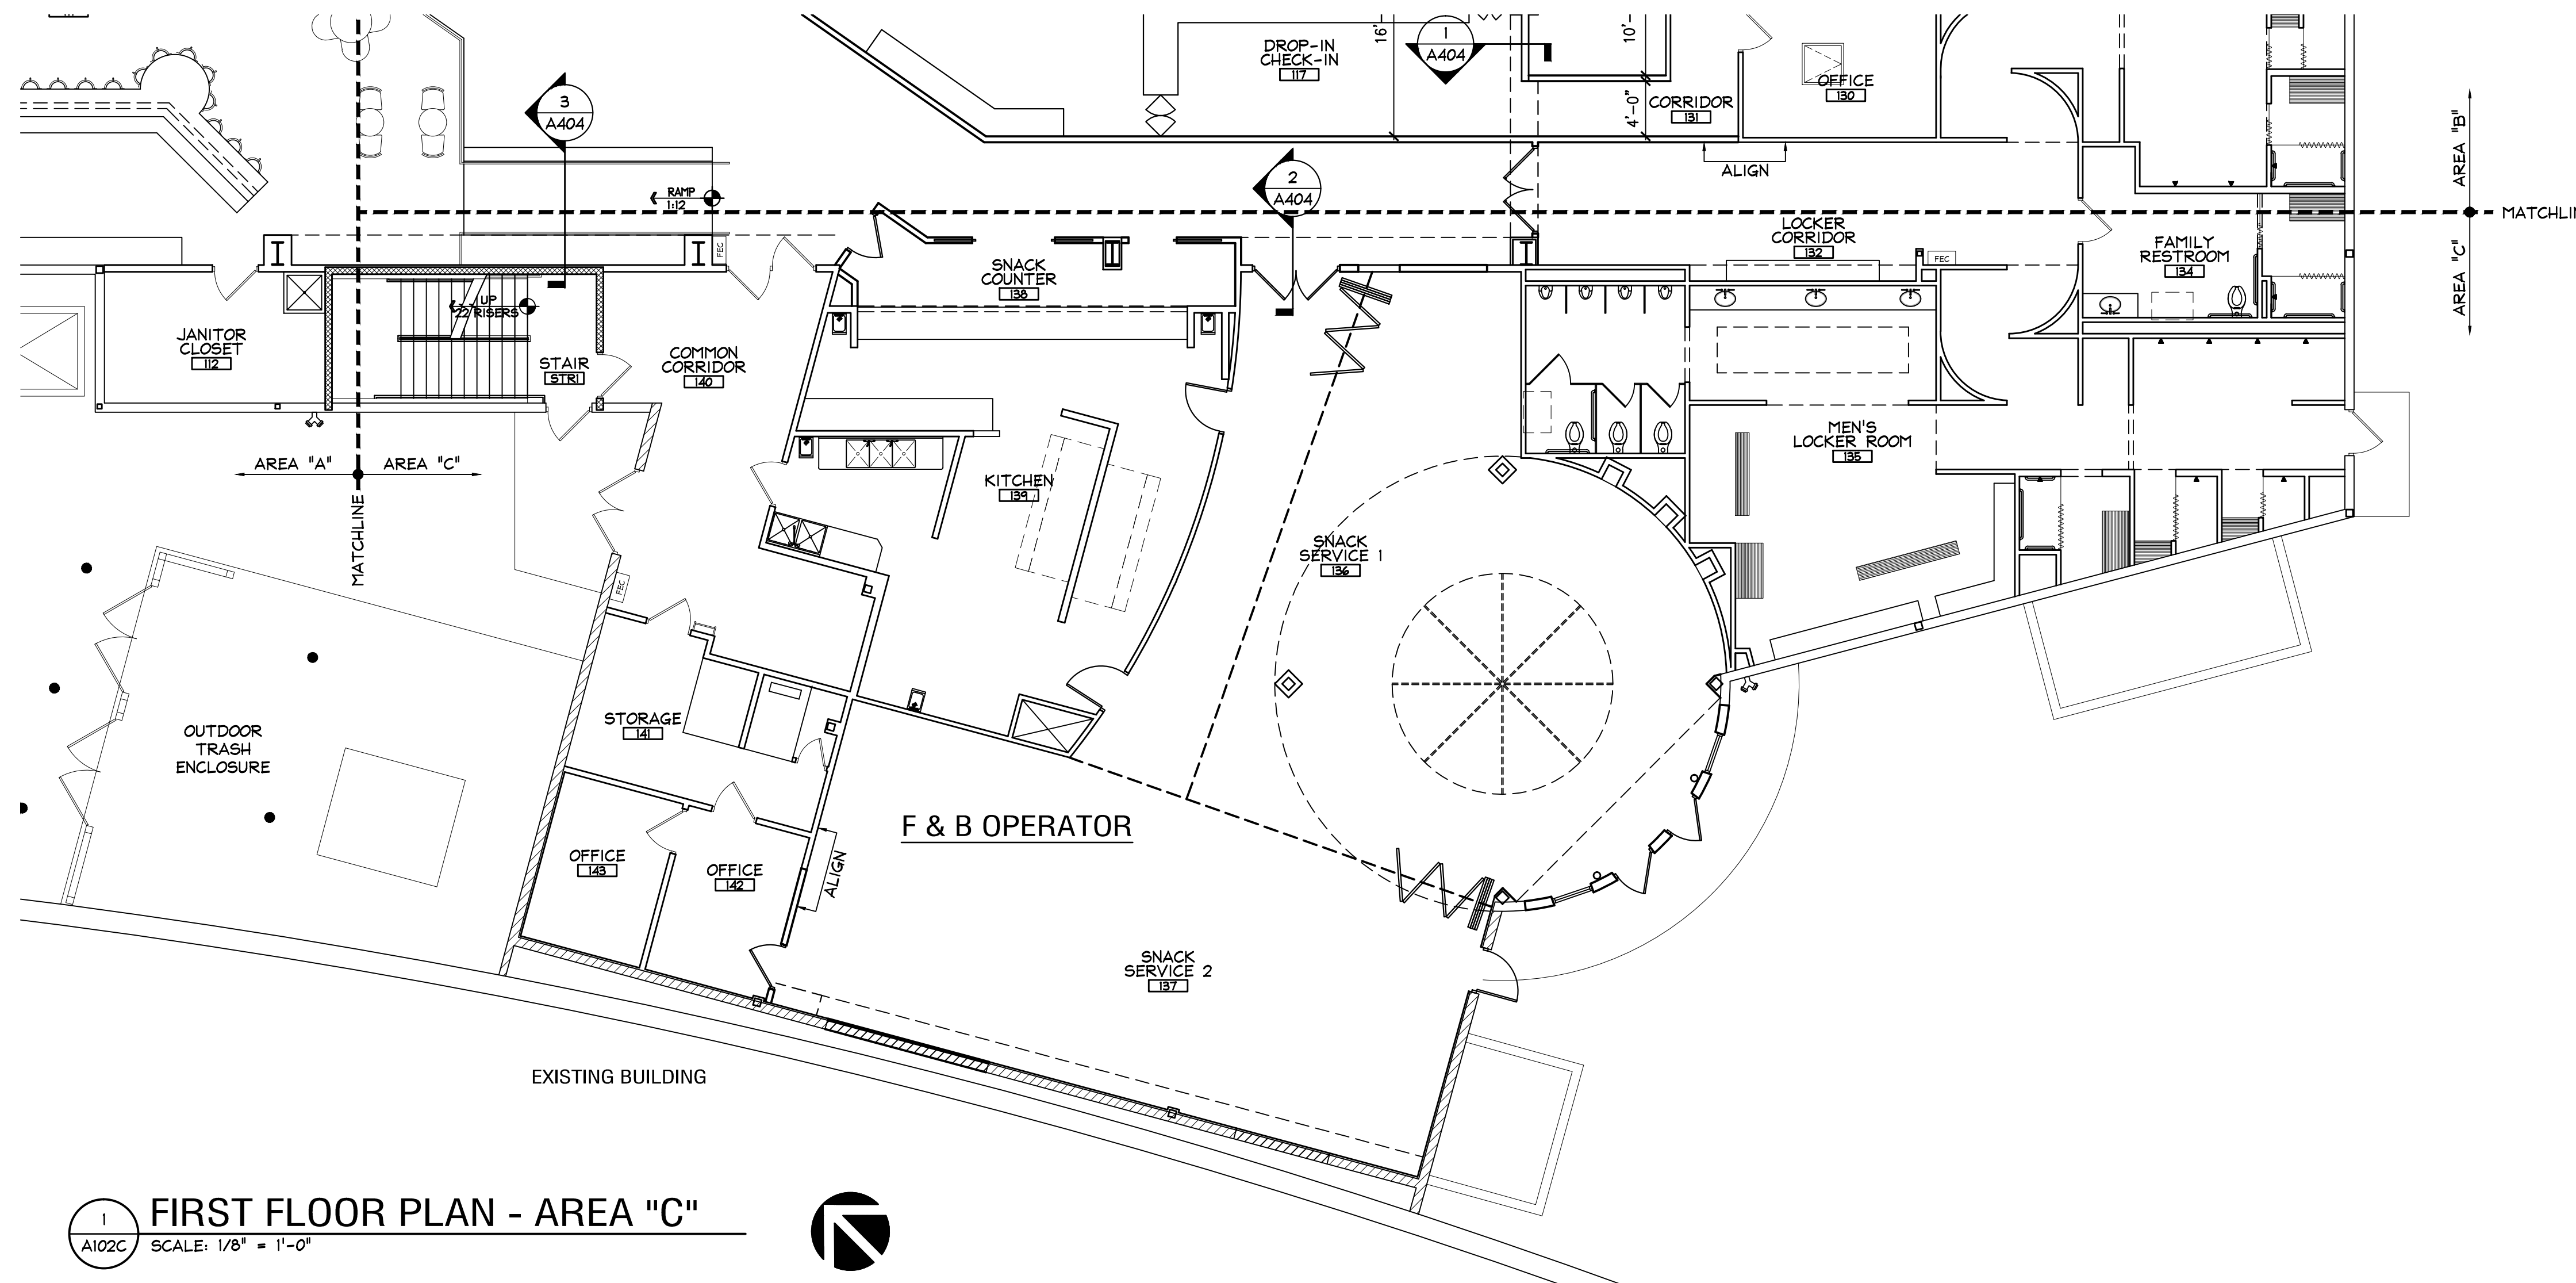 DROP-IN
CHECK-IN
117
16'-
1
A404
10'-
4'-0"
CORRIDOR
131
OFFICE
130
3
A404
2
A404
ALIGN
RAMP
1:12
AREA "B"
MATCHLIN
AREA "C"
LOCKER
CORRIDOR
132
FEC
FAMILY
RESTROOM
134
FEC
SNACK
COUNTER
138
UP
22 RISERS
JANITOR
CLOSET
112
STAIR
STR1
COMMON
CORRIDOR
140
MEN'S
LOCKER ROOM
135
AREA "A"
AREA "C"
MATCHLINE
KITCHEN
139
SNACK
SERVICE 1
136
FEC
STORAGE
141
OUTDOOR
TRASH
ENCLOSURE
F & B OPERATOR
OFFICE
143
OFFICE
142
ALIGN
SNACK
SERVICE 2
137
EXISTING BUILDING
1
A102C
FIRST FLOOR PLAN - AREA "C"
SCALE: 1/8" = 1'-0"